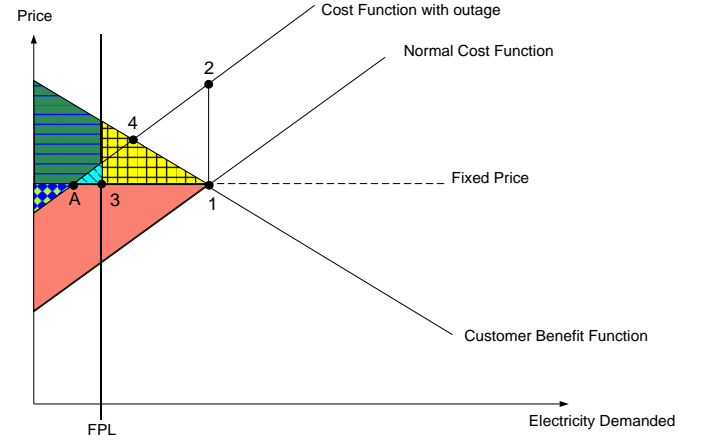 Cost Function with outage
Price
Normal Cost Function
2
4
Fixed Price
A
3
1
Customer Benefit Function
Electricity Demanded
FPL